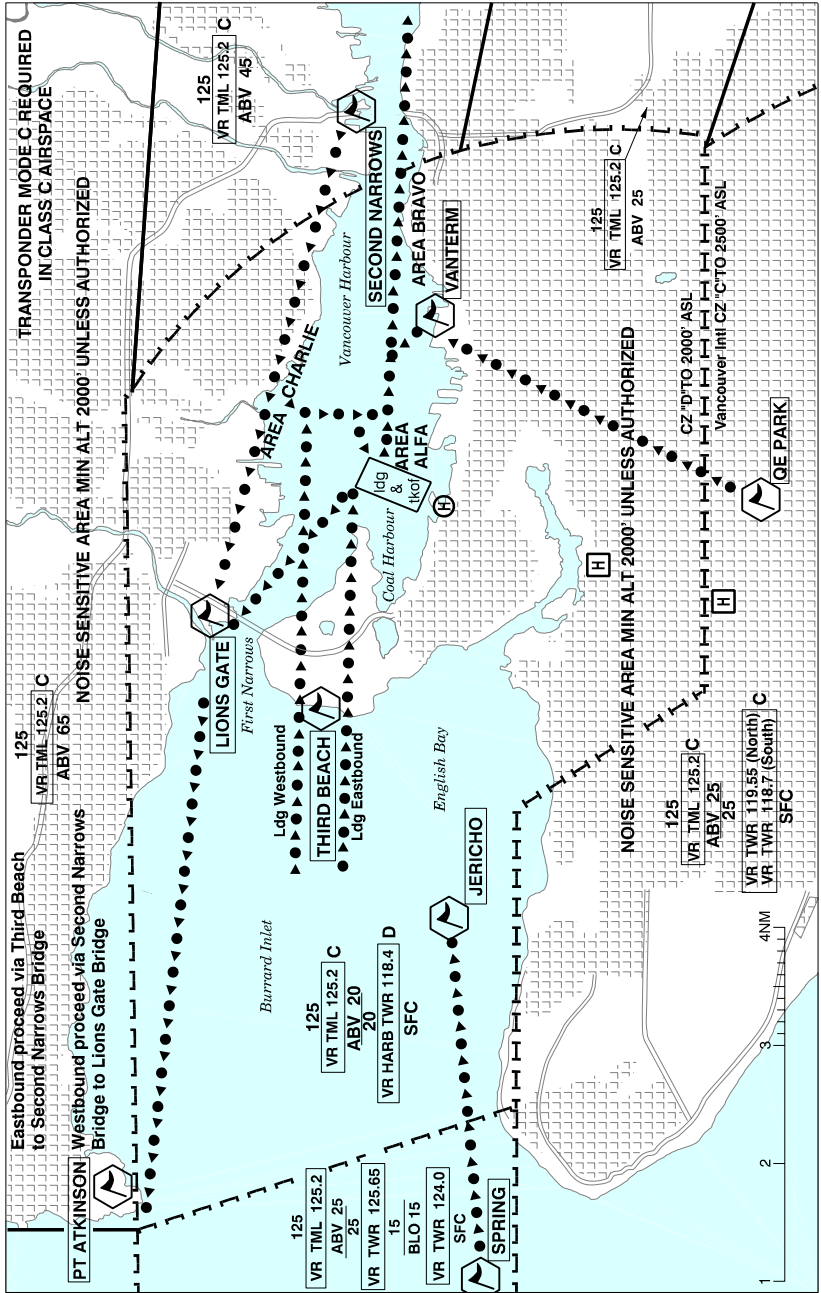 Eastbound proceed via Third Beach
to Second Narrows Bridge
Westbound proceed via Second Narrows
Bridge to Lions Gate Bridge
PT ATKINSON
125
VR TML 125.2 C
ABV 65
NOISE SENSITIVE AREA MIN ALT 2000' UNLESS AUTHORIZED
TRANSPONDER MODE C REQUIRED
IN CLASS C AIRSPACE
125
VR TML 125.2 C
ABV 45
LIONS GATE
First Narrows
AREA CHARLIE
Vancouver Harbour
SECOND NARROWS
AREA BRAVO
VANTERM
Ldg Westbound
THIRD BEACH
Ldg Eastbound
ldg
&
tkof
AREA
ALFA
Coal Harbour
H
Burrard Inlet
English Bay
125
VR TML 125.2 C
ABV 20
20
VR HARB TWR 118.4 D
SFC
JERICHO
125
VR TML 125.2
ABV 25
25
VR TWR 125.65
15
BLO 15
VR TWR 124.0
SFC
SPRING
H
H
NOISE SENSITIVE AREA MIN ALT 2000' UNLESS AUTHORIZED
125
VR TML 125.2 C
ABV 25
CZ "D"TO 2000' ASL
Vancouver Intl CZ "C"TO 2500' ASL
QE PARK
125
VR TML 125.2 C
ABV 25
25
VR TWR 119.55 (North)
VR TWR 118.7 (South) C
SFC
1
2
3
4NM